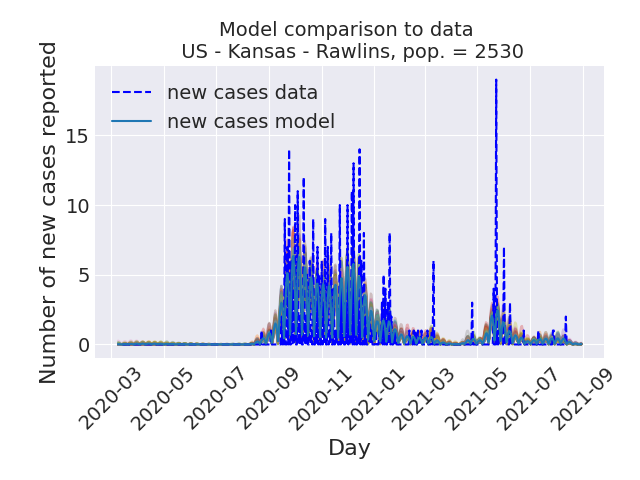 Model comparison to data
US - Kansas - Rawlins, pop. = 2530
new cases data
new cases model
Number of new cases reported
15
10
5
0
2020-03
2020-05
2020-07
2020-09
2020-11
2021-01
2021-03
2021-05
2021-07
2021-09
Day